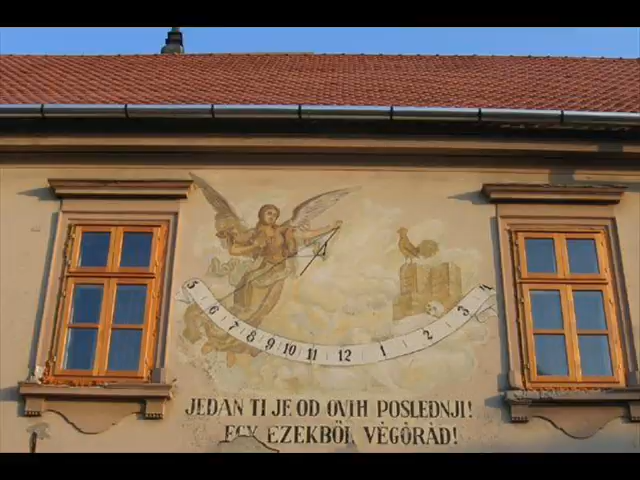 5 6 7 8 9 10 11 12 1 2 3 4
JEDAN TI JE OD OVIH POSLEDNJI!
EGY EZEKBŐL VÉGÓRÁD!